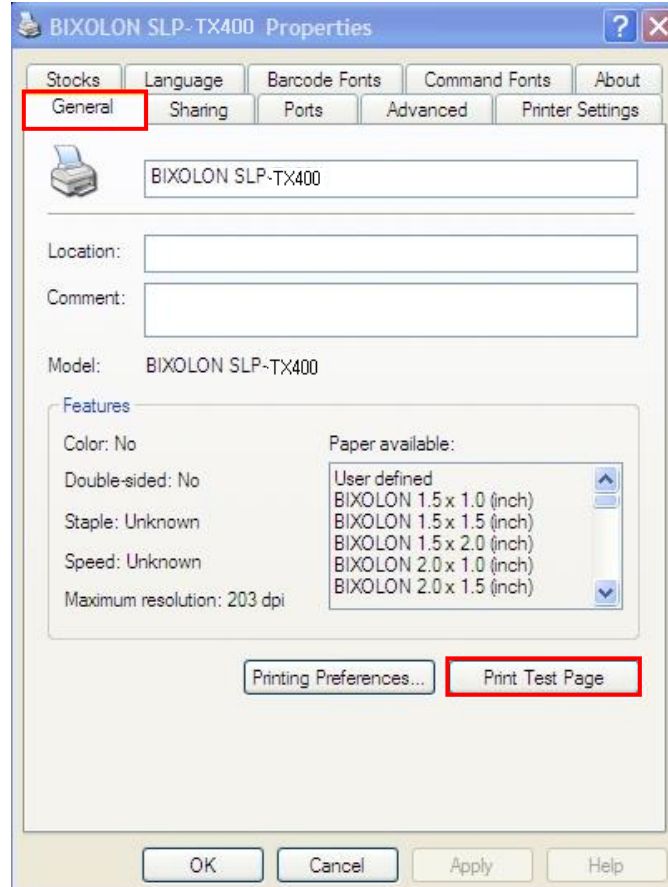 BIXOLON SLP-TX400 Properties
Stocks Language Barcode Fonts Command Fonts About
General Sharing Ports Advanced Printer Settings
BIXOLON SLP-TX400
Location:
Comment:
Model: BIXOLON SLP-TX400
Features
Color: No Paper available:
Double-sided: No
Staple: Unknown
Speed: Unknown
Maximum resolution: 203 dpi
User defined
BIXOLON 1.5 x 1.0 (inch)
BIXOLON 1.5 x 1.5 (inch)
BIXOLON 1.5 x 2.0 (inch)
BIXOLON 2.0 x 1.0 (inch)
BIXOLON 2.0 x 1.5 (inch)
Printing Preferences... Print Test Page
OK Cancel Apply Help